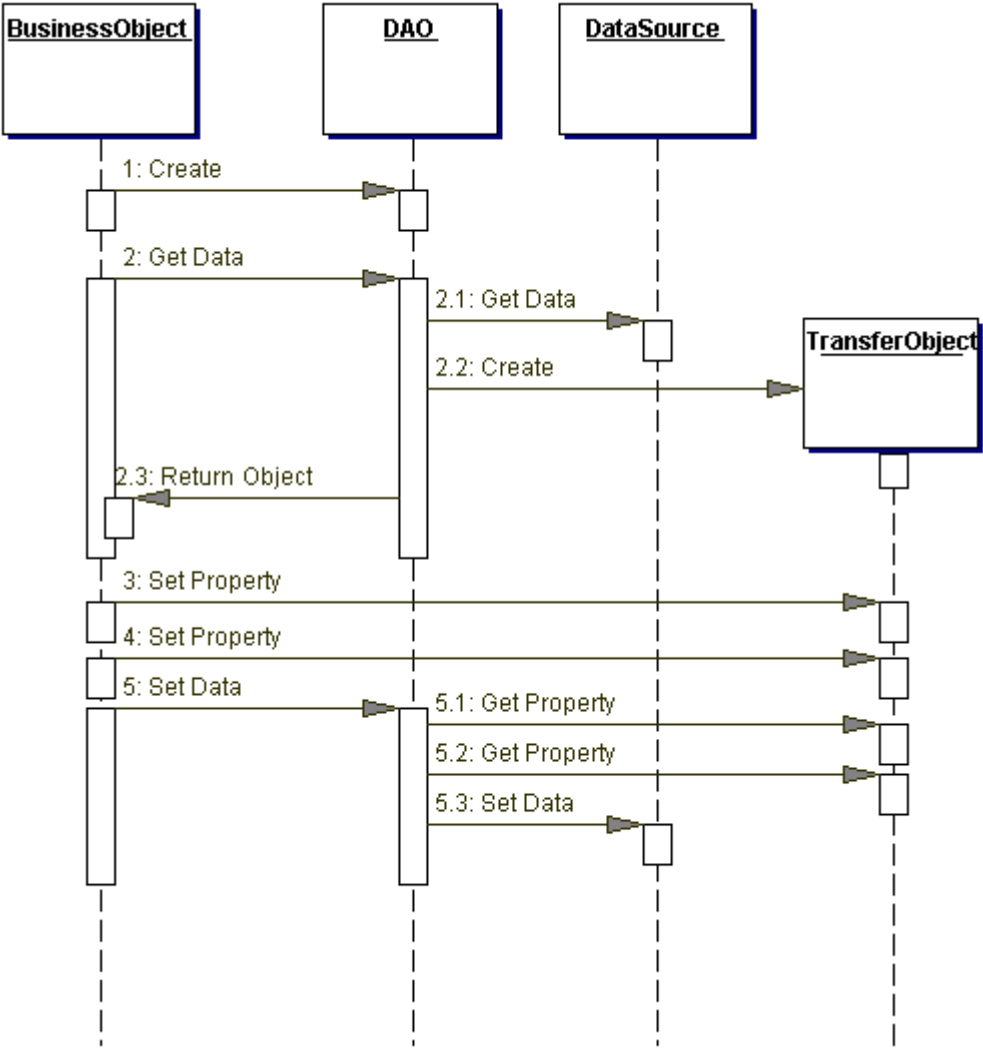 BusinessObject
DAO
DataSource
1: Create
2: Get Data
2.1: Get Data
TransferObject
2.2: Create
2.3: Return Object
3: Set Property
4: Set Property
5: Set Data
5.1: Get Property
5.2: Get Property
5.3: Set Data